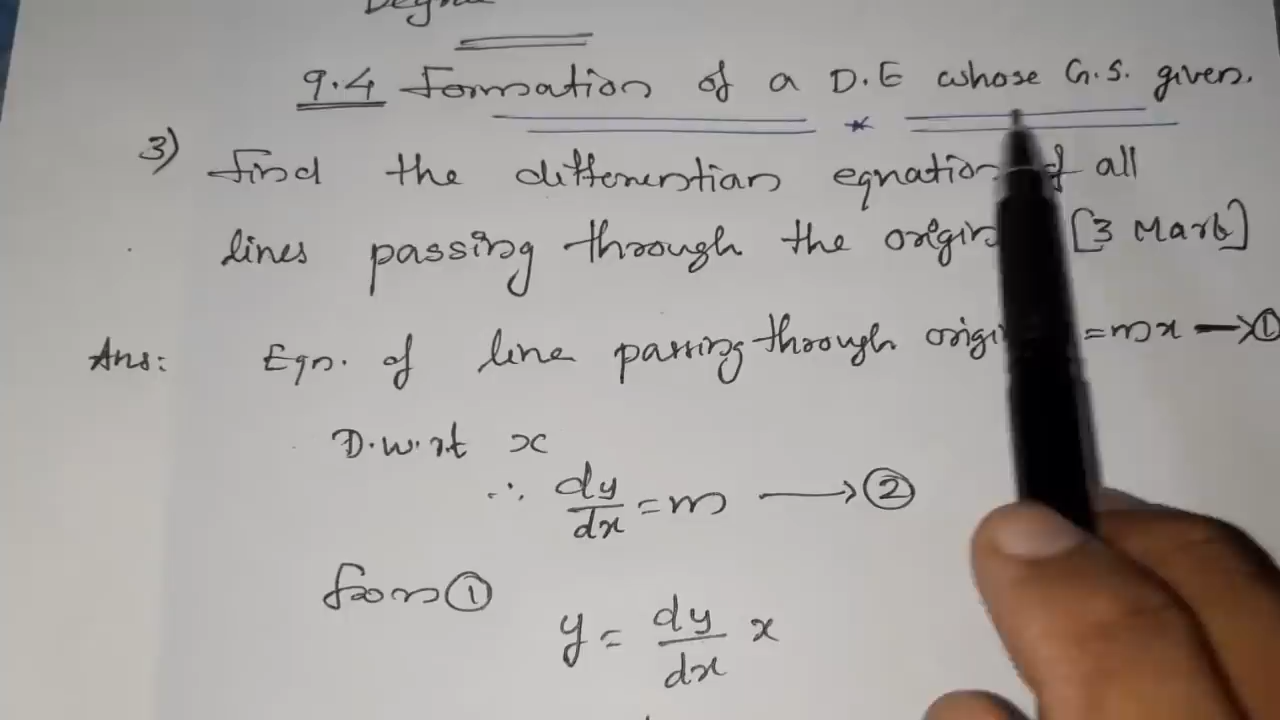 Degree
9.4 Formation of a D.E whose G.S. given.
*
3) find the differential equation of all
lines passing through the origin [3 Mark]
Ans: Eqn. of line passing through origin =mx → ①
D.w.r.t x
∴ dy/dx = m → ②
from ①
y = dy/dx x